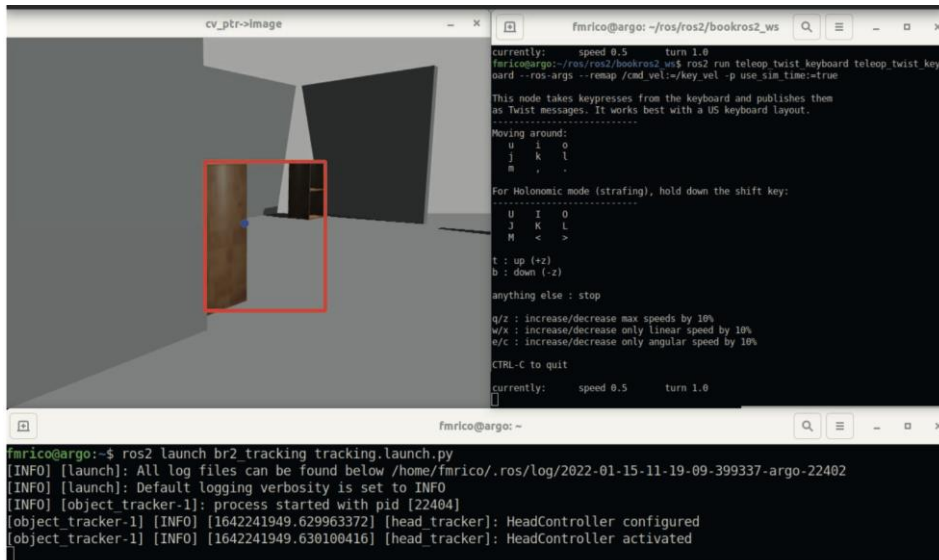 cv_ptr->image
fmrico@argo: ~/ros/ros2/bookros2_ws
currently:      speed 0.5       turn 1.0
fmrico@argo:~/ros/ros2/bookros2_ws$ ros2 run teleop_twist_keyboard teleop_twist_key
oard --ros-args --remap /cmd_vel:=/key_vel -p use_sim_time:=true
This node takes keypresses from the keyboard and publishes them
as Twist messages. It works best with a US keyboard layout.
---------------------------
Moving around:
u    i    o
j    k    l
m    ,    .
For Holonomic mode (strafing), hold down the shift key:
---------------------------
U    I    O
J    K    L
M    <    >
t : up (+z)
b : down (-z)
anything else : stop
q/z : increase/decrease max speeds by 10%
w/x : increase/decrease only linear speed by 10%
e/c : increase/decrease only angular speed by 10%
CTRL-C to quit
currently:      speed 0.5       turn 1.0
fmrico@argo: ~
fmrico@argo:~$ ros2 launch br2_tracking tracking.launch.py
[INFO] [launch]: All log files can be found below /home/fmrico/.ros/log/2022-01-15-11-19-09-399337-argo-22402
[INFO] [launch]: Default logging verbosity is set to INFO
[INFO] [object_tracker-1]: process started with pid [22404]
[object_tracker-1] [INFO] [1642241949.629963372] [head_tracker]: HeadController configured
[object_tracker-1] [INFO] [1642241949.630100416] [head_tracker]: HeadController activated